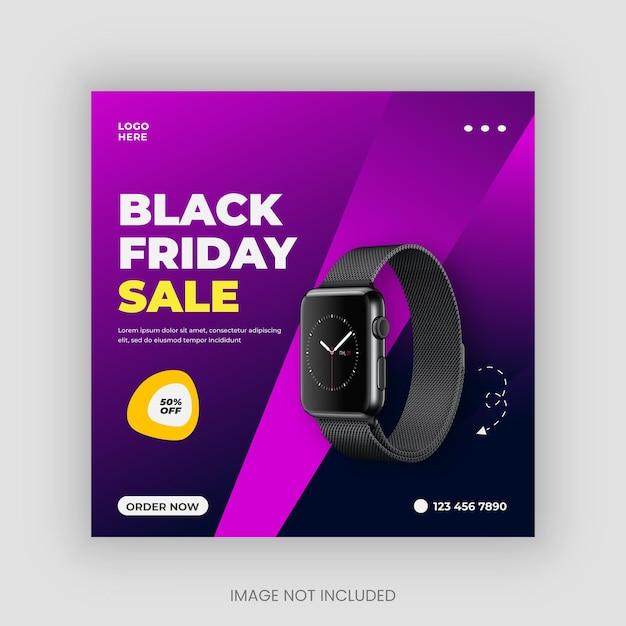 LOGO
HERE
BLACK
FRIDAY
SALE
Lorem ipsum dolor sit amet, consectetur adipiscing
elit, sed do eiusmod tempor incididunt
50%
OFF
ORDER NOW
123 456 7890
IMAGE NOT INCLUDED